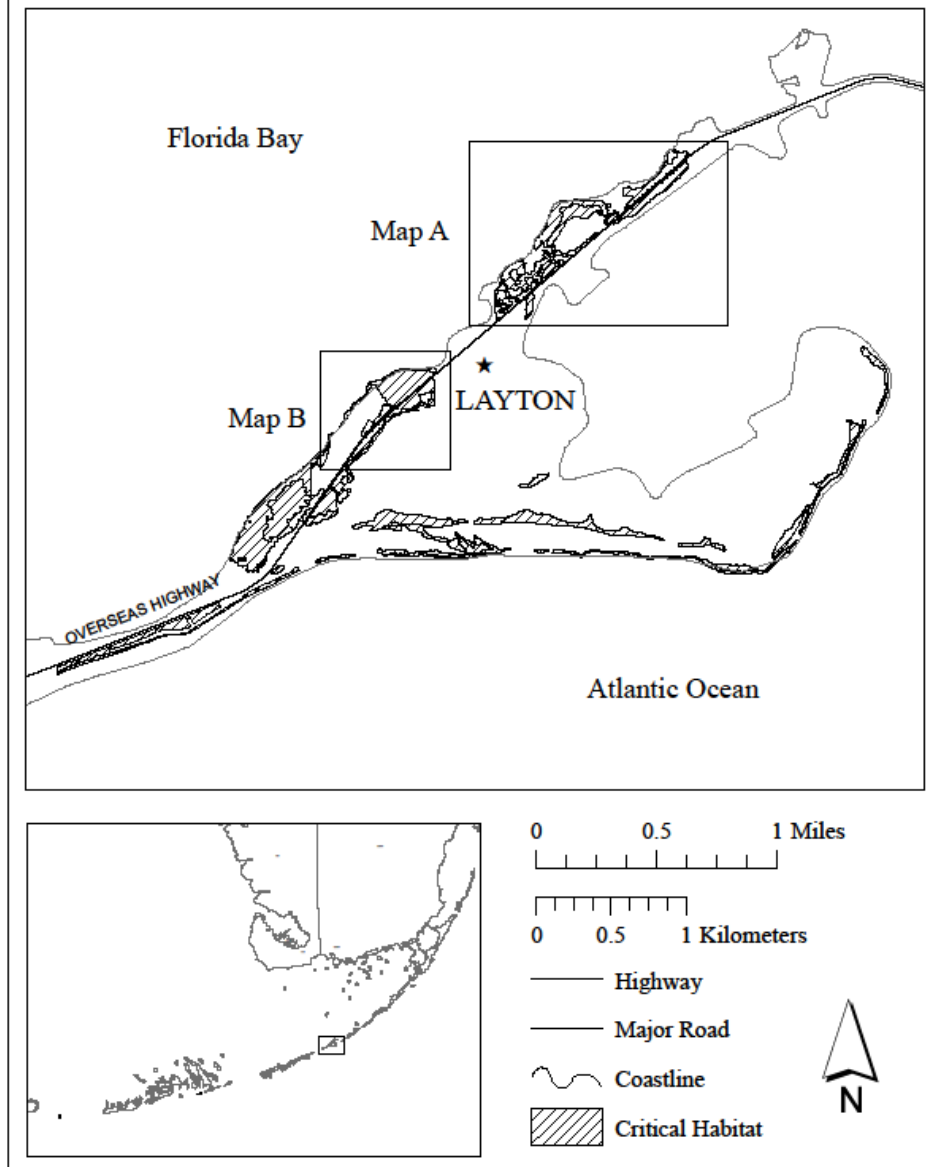 Florida Bay
Map A
LAYTON
Map B
OVERSEAS HIGHWAY
Atlantic Ocean
0 0.5 1 Miles
0 0.5 1 Kilometers
Highway
Major Road
Coastline
Critical Habitat
N